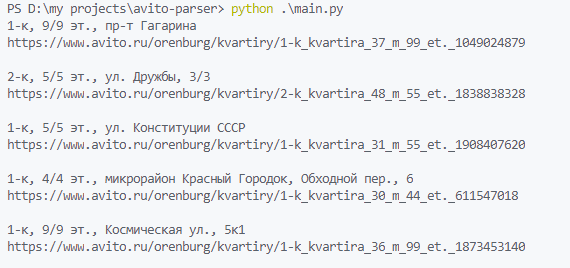 PS D:\my projects\avito-parser> python .\main.py
1-к, 9/9 эт., пр-т Гагарина
https://www.avito.ru/orenburg/kvartiry/1-k_kvartira_37_m_99_et._1049024879
2-к, 5/5 эт., ул. Дружбы, 3/3
https://www.avito.ru/orenburg/kvartiry/2-k_kvartira_48_m_55_et._1838838328
1-к, 5/5 эт., ул. Конституции СССР
https://www.avito.ru/orenburg/kvartiry/1-k_kvartira_31_m_55_et._1908407620
1-к, 4/4 эт., микрорайон Красный Городок, Обходной пер., 6
https://www.avito.ru/orenburg/kvartiry/1-k_kvartira_30_m_44_et._611547018
1-к, 9/9 эт., Космическая ул., 5к1
https://www.avito.ru/orenburg/kvartiry/1-k_kvartira_36_m_99_et._1873453140